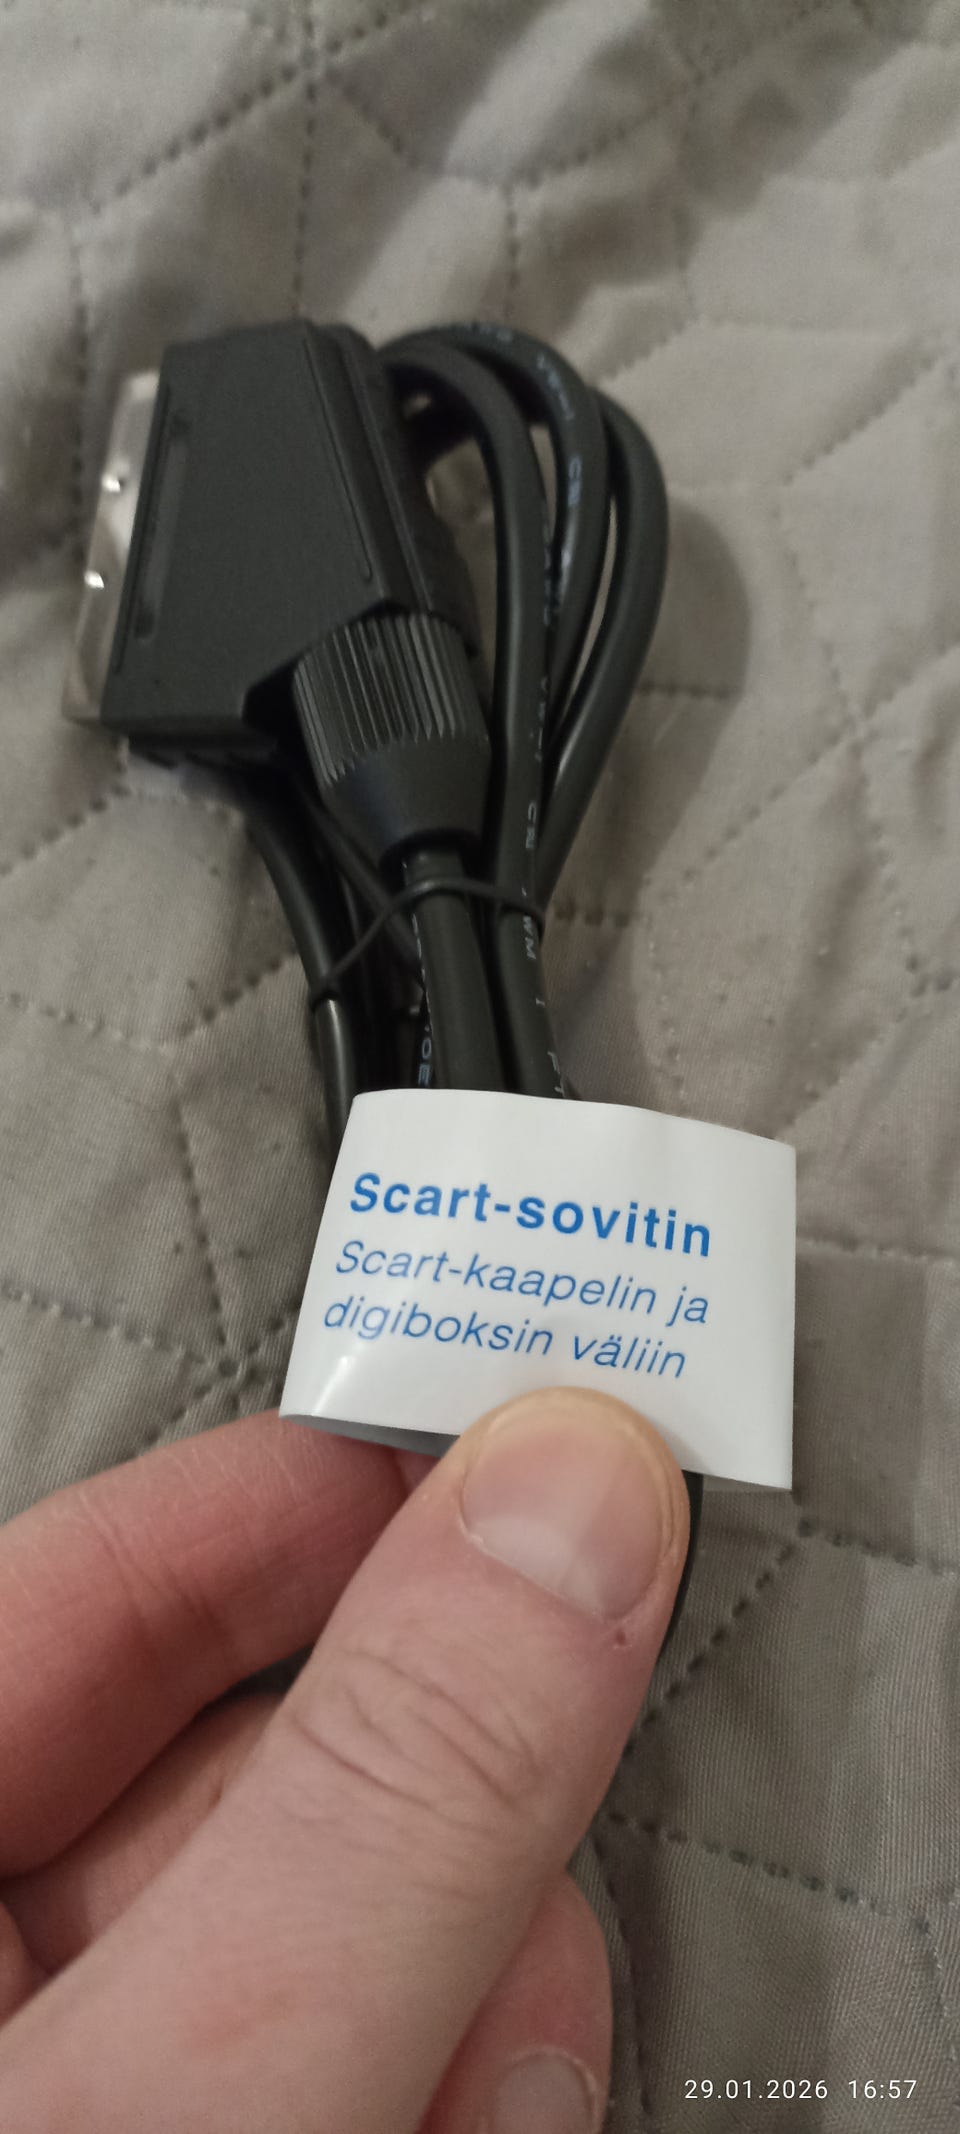 Scart-sovitin
Scart-kaapelin ja
digiboksin väliin
29.01.2026 16:57